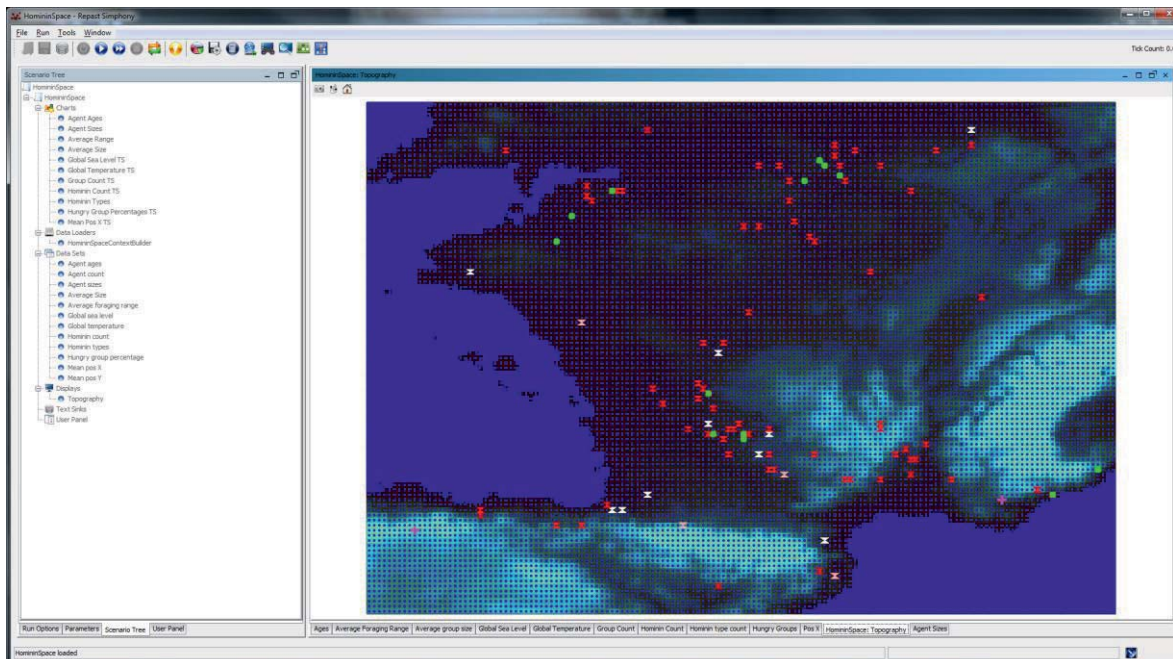 HomininSpace - Repast Simphony
File Run Tools Window
Tick Count: 0.
Scenario Tree
HomininSpace
HomininSpace
Charts
Agent Ages
Agent Sizes
Average Range
Average Size
Global Sea Level TS
Global Temperature TS
Group Count TS
Hominin Count TS
Hominin Types
Hungry Group Percentages TS
Mean Pos X TS
Data Loaders
HomininSpaceContextBuilder
Data Sets
Agent ages
Agent count
Agent sizes
Average Size
Average foraging range
Global sea level
Global temperature
Hominin count
Hominin types
Hungry group percentage
Mean pos X
Mean pos Y
Displays
Topography
Text Sinks
User Panel
Run Options Parameters Scenario Tree User Panel
HomininSpace: Topography
Ages Average Foraging Range Average group size Global Sea Level Global Temperature Group Count Hominin Count Hominin type count Hungry Groups Pos X HomininSpace: Topography Agent Sizes
HomininSpace loaded